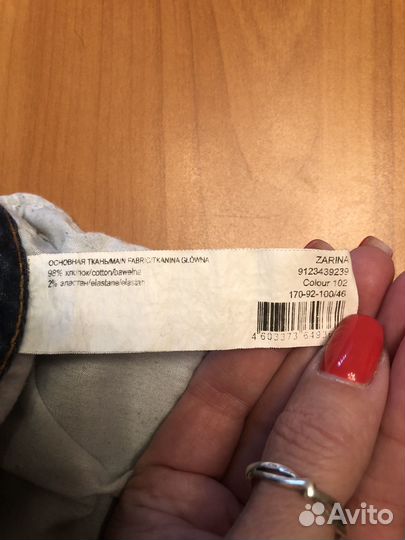 ОСНОВНАЯ ТКАНЬ/MAIN FABRIC/TKANINA GŁÓWNA
98% хлопок/cotton/bawełna
2% эластан/elastane/elastan
ZARINA
9123439239
Colour 102
170-92-100/46
4 603373 649
Avito